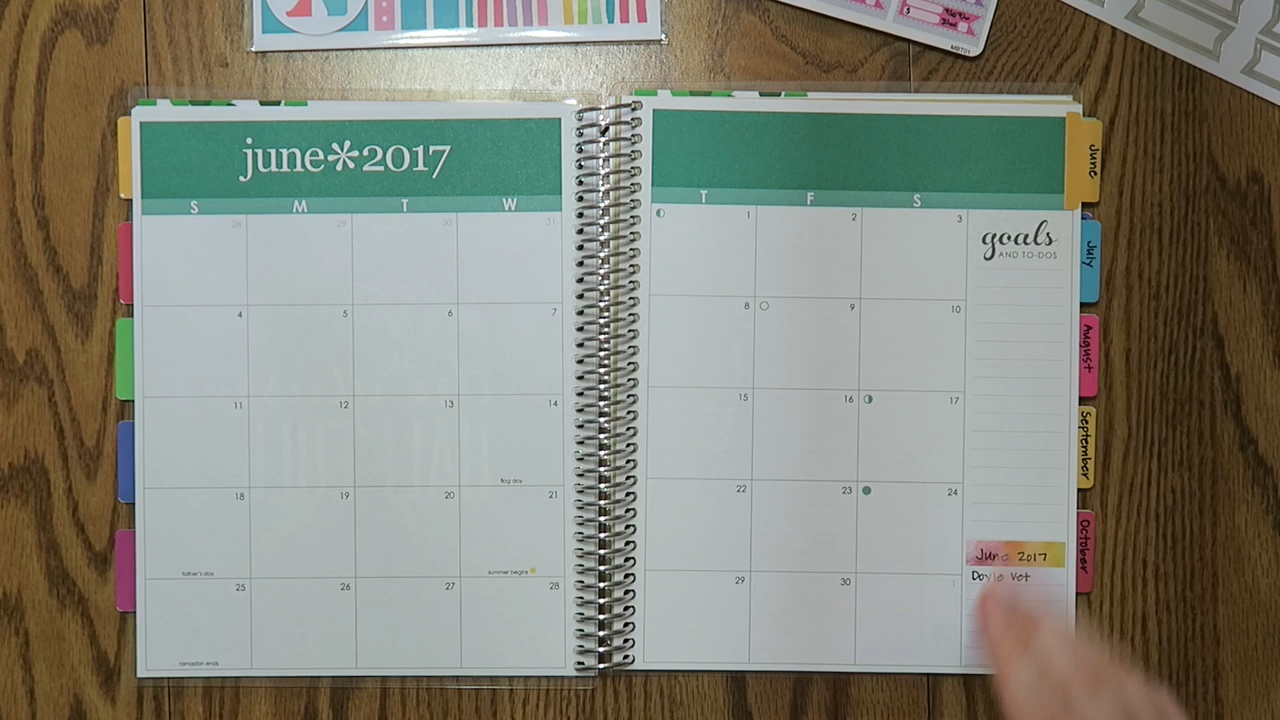 MBT01
june*2017
S M T W
T F S
28 29 30 31
1 2 3
goals
AND TO-DOS
4 5 6 7
8 9 10
11 12 13 14
15 16 17
flag day
18 19 20 21
22 23 24
father's day
summer begins
25 26 27 28
29 30 1
ramadan ends
June 2017
Doyle Vet
June
July
August
September
October